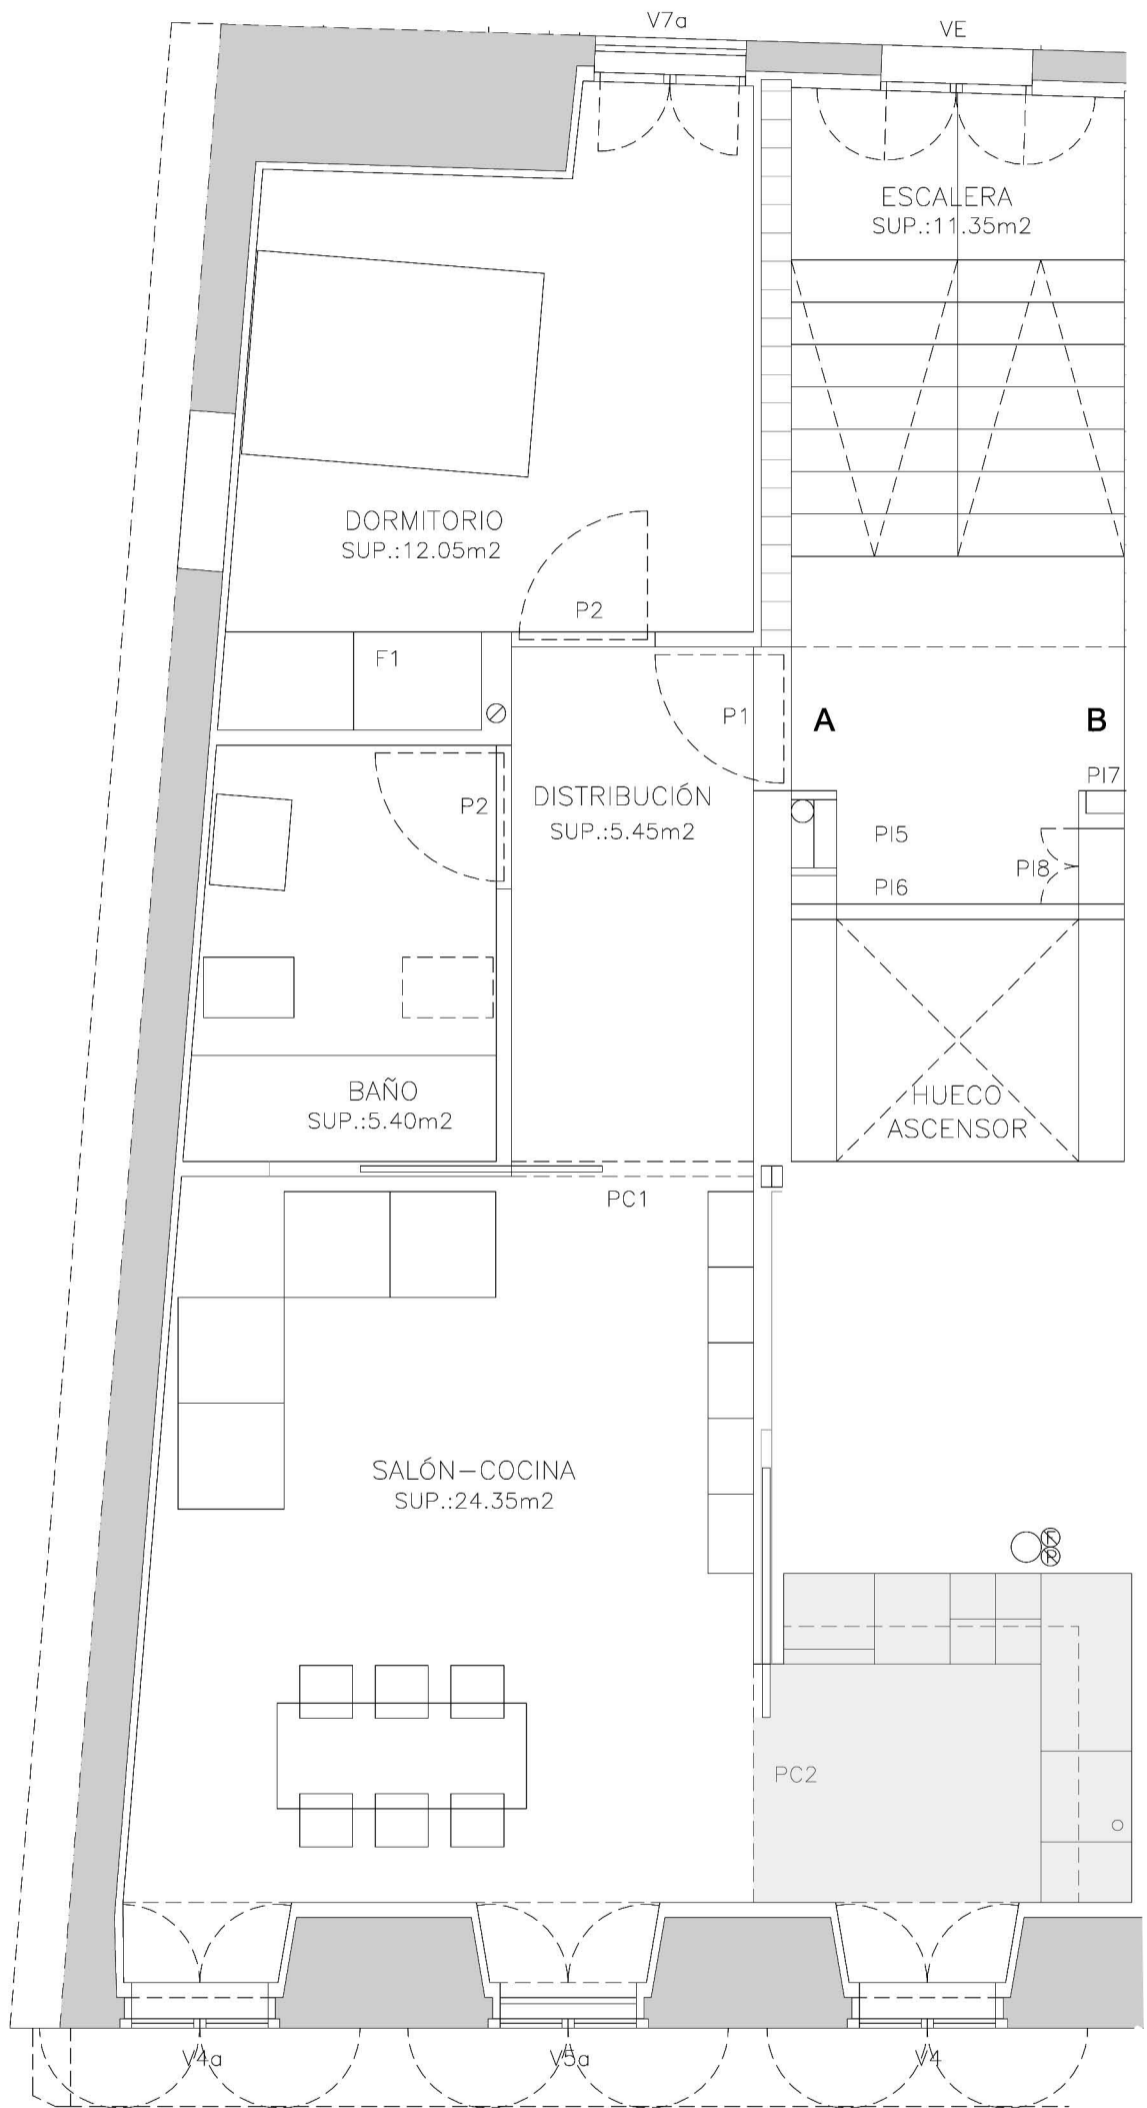 V7a
VE
ESCALERA
SUP.:11.35m2
DORMITORIO
SUP.:12.05m2
P2
F1
P1
A
B
PI7
P2
DISTRIBUCIÓN
SUP.:5.45m2
PI5
PI8
PI6
BAÑO
SUP.:5.40m2
HUECO
ASCENSOR
PC1
SALÓN-COCINA
SUP.:24.35m2
F
R
PC2
V4a
V5a
V4